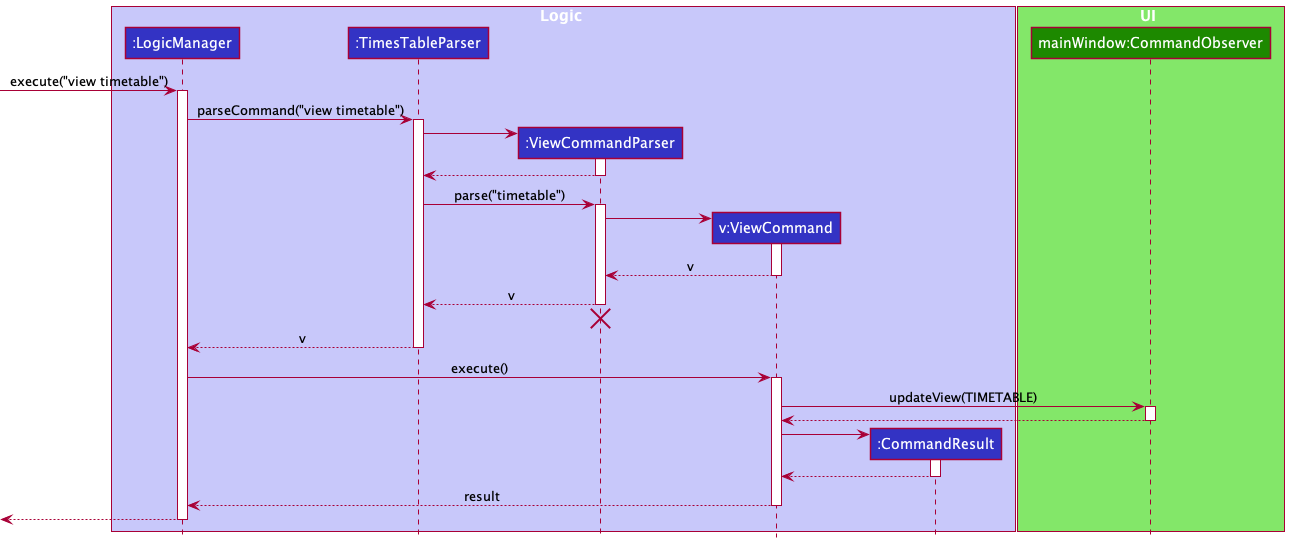 Logic
UI
:LogicManager
:TimesTableParser
mainWindow:CommandObserver
execute("view timetable")
parseCommand("view timetable")
:ViewCommandParser
parse("timetable")
v:ViewCommand
v
v
v
execute()
updateView(TIMETABLE)
:CommandResult
result